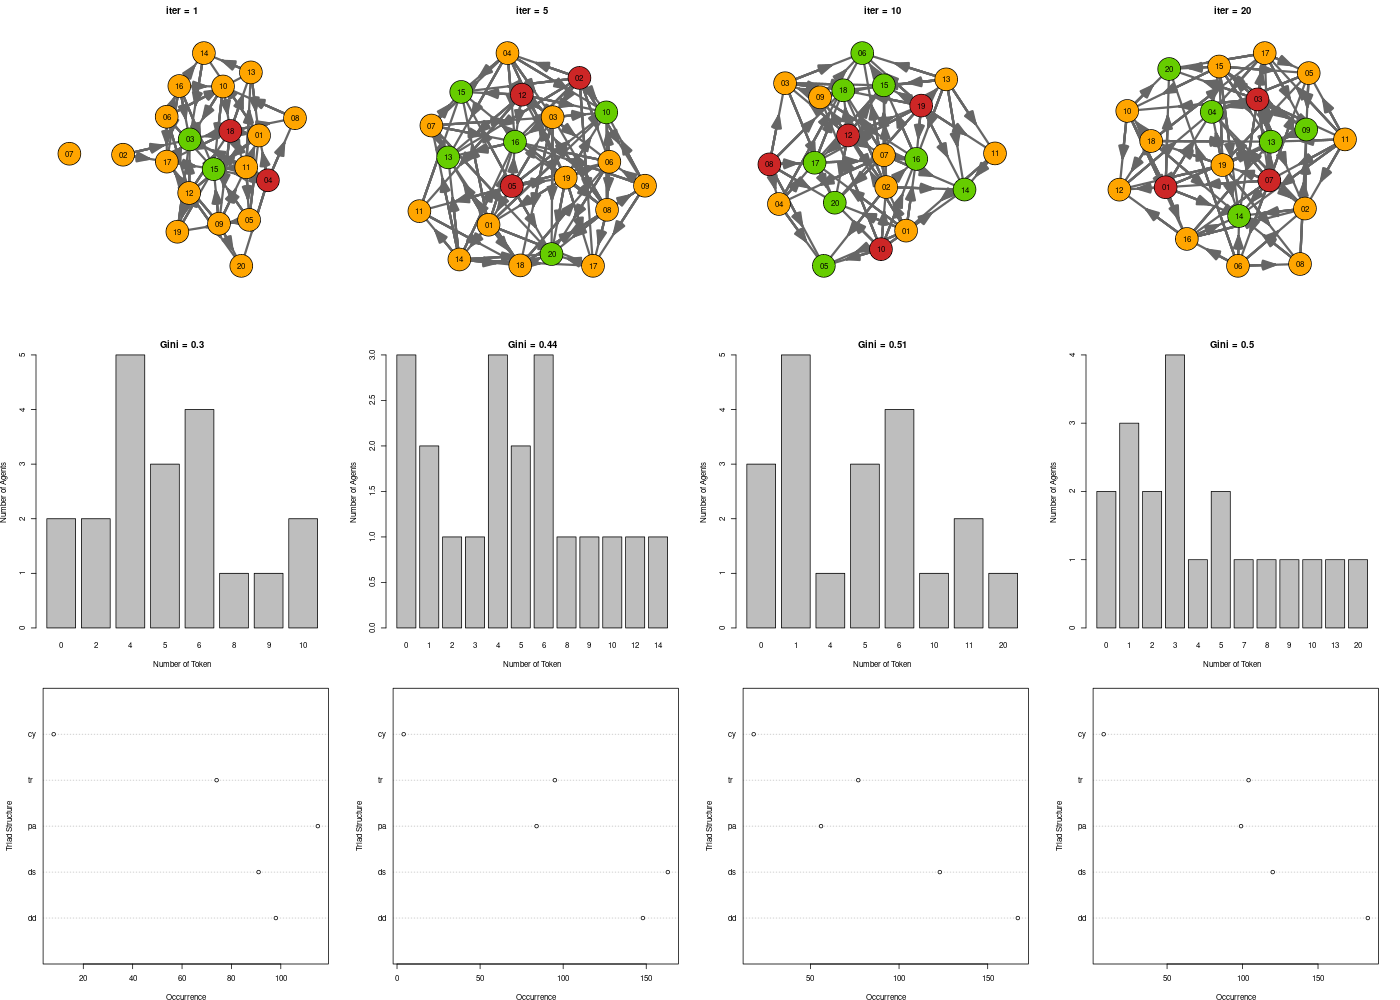 iter = 1
14
13
16
10
06
08
18
01
03
07
02
17
11
15
04
12
19
09
05
20
iter = 5
04
02
15
12
10
03
07
16
13
06
19
05
09
11
08
01
14
18
20
17
iter = 10
06
03
13
15
18
09
19
12
07
11
16
08
17
02
14
20
04
01
10
05
iter = 20
17
20
15
05
03
10
04
09
18
13
11
19
07
12
01
02
14
16
06
08
Gini = 0.3
Number of Agents
5
4
3
2
1
0
0 2 4 5 6 8 9 10
Number of Token
Gini = 0.44
Number of Agents
3.0
2.5
2.0
1.5
1.0
0.5
0.0
0 1 2 3 4 5 6 8 9 10 12 14
Number of Token
Gini = 0.51
Number of Agents
5
4
3
2
1
0
0 1 4 5 6 10 11 20
Number of Token
Gini = 0.5
Number of Agents
4
3
2
1
0
0 1 2 3 4 5 7 8 9 10 13 20
Number of Token
Triad Structure
cy
tr
pa
ds
dd
20 40 60 80 100
Occurrence
Triad Structure
cy
tr
pa
ds
dd
0 50 100 150
Occurrence
Triad Structure
cy
tr
pa
ds
dd
50 100 150
Occurrence
Triad Structure
cy
tr
pa
ds
dd
50 100 150
Occurrence